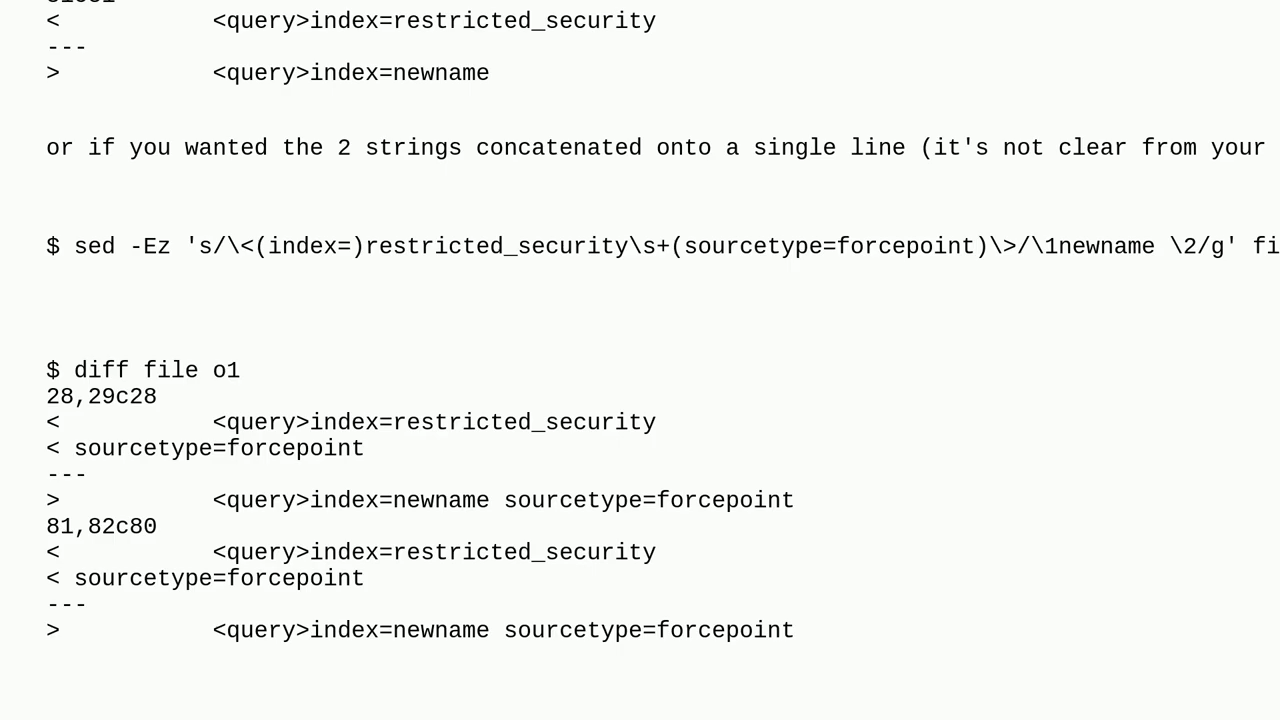 <         <query>index=restricted_security
---
>         <query>index=newname
or if you wanted the 2 strings concatenated onto a single line (it's not clear from your
$ sed -Ez 's/\<(index=)restricted_security\s+(sourcetype=forcepoint)\>/\1newname \2/g' fi
$ diff file o1
28,29c28
<         <query>index=restricted_security
< sourcetype=forcepoint
---
>         <query>index=newname sourcetype=forcepoint
81,82c80
<         <query>index=restricted_security
< sourcetype=forcepoint
---
>         <query>index=newname sourcetype=forcepoint